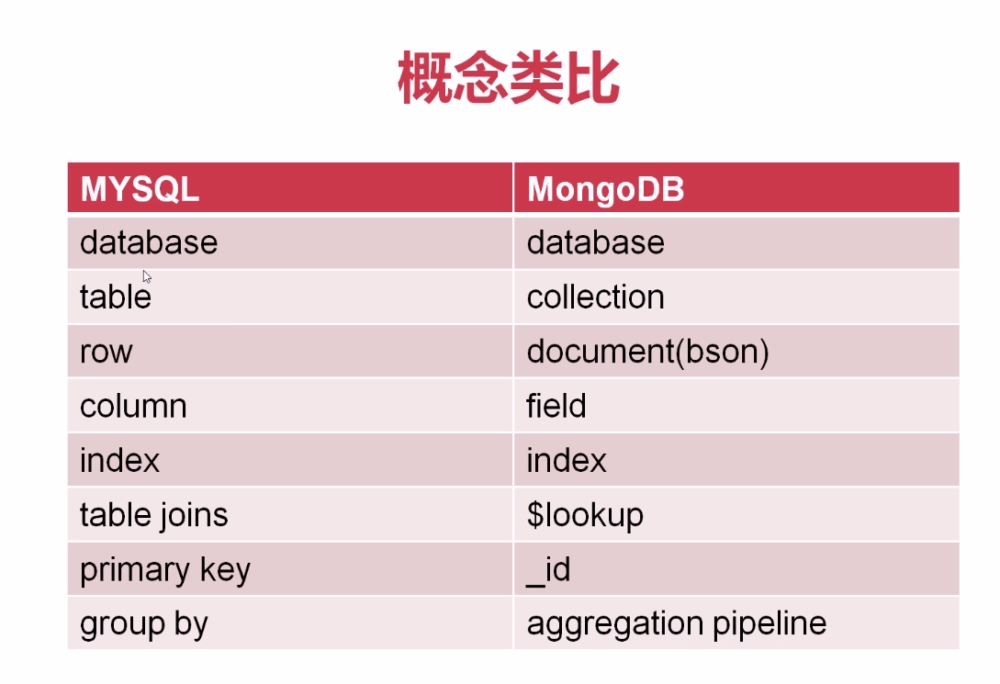 概念类比
MYSQL MongoDB
database database
table collection
row document(bson)
column field
index index
table joins $lookup
primary key _id
group by aggregation pipeline